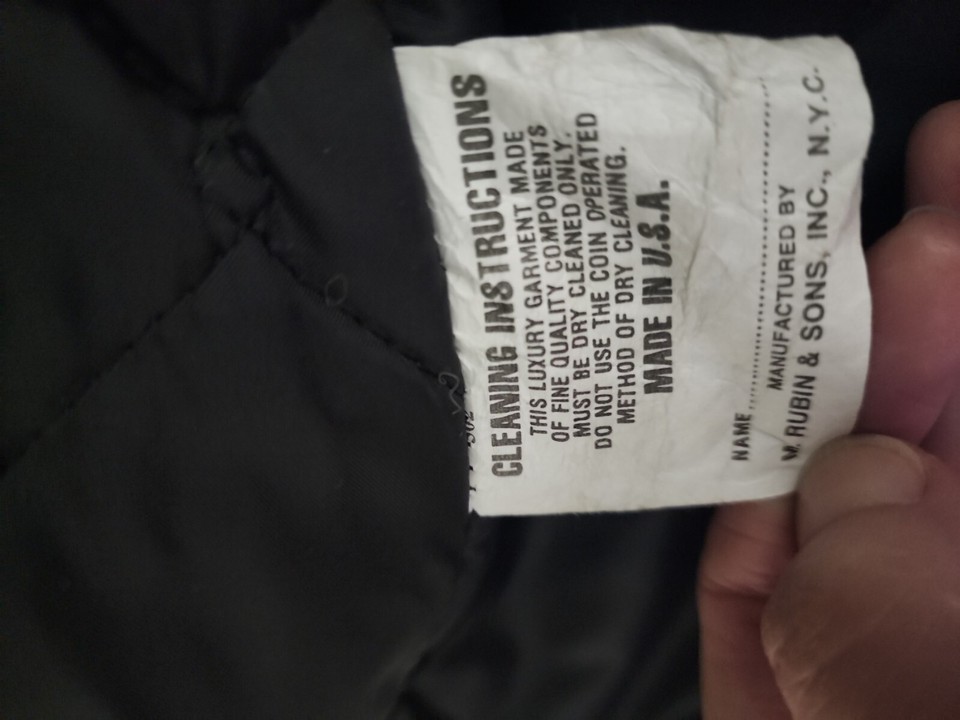 CLEANING INSTRUCTIONS
THIS LUXURY GARMENT MADE
OF FINE QUALITY COMPONENTS
MUST BE DRY CLEANED ONLY.
DO NOT USE THE COIN OPERATED
METHOD OF DRY CLEANING.
MADE IN U.S.A.
NAME....................
MANUFACTURED BY
M. RUBIN & SONS, INC., N.Y.C.